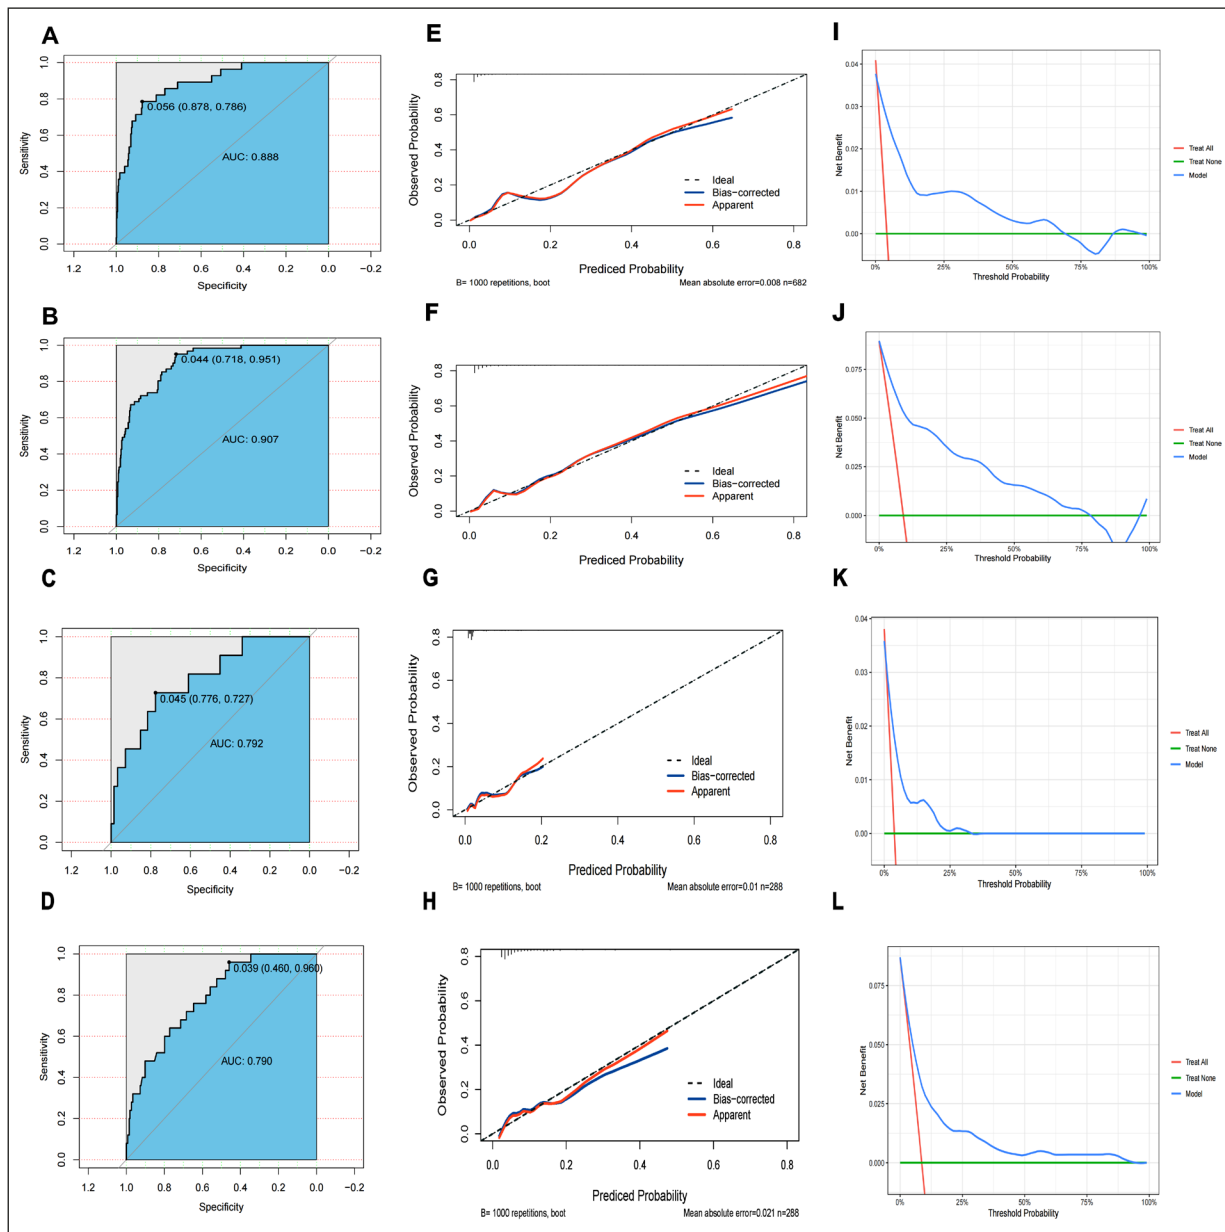 A
Sensitivity
1.0
0.8
0.6
0.4
0.2
0.0
0.056 (0.878, 0.786)
AUC: 0.888
1.2 1.0 0.8 0.6 0.4 0.2 0.0 −0.2
Specificity
E
Observed Probability
0.8
0.6
0.4
0.2
0.0
Ideal
Bias−corrected
Apparent
0.0 0.2 0.4 0.6 0.8
Prediced Probability
B= 1000 repetitions, boot Mean absolute error=0.008 n=682
I
Net Benefit
0.04
0.03
0.02
0.01
0.00
Treat All
Treat None
Model
0% 25% 50% 75% 100%
Threshold Probability
B
Sensitivity
1.0
0.8
0.6
0.4
0.2
0.0
0.044 (0.718, 0.951)
AUC: 0.907
1.2 1.0 0.8 0.6 0.4 0.2 0.0 −0.2
Specificity
F
Observed Probability
0.8
0.6
0.4
0.2
0.0
Ideal
Bias−corrected
Apparent
0.0 0.2 0.4 0.6 0.8
Prediced Probability
J
Net Benefit
0.075
0.050
0.025
0.000
Treat All
Treat None
Model
0% 25% 50% 75% 100%
Threshold Probability
C
Sensitivity
1.0
0.8
0.6
0.4
0.2
0.0
0.045 (0.776, 0.727)
AUC: 0.792
1.2 1.0 0.8 0.6 0.4 0.2 0.0 −0.2
Specificity
G
Observed Probability
0.8
0.6
0.4
0.2
0.0
Ideal
Bias−corrected
Apparent
0.0 0.2 0.4 0.6 0.8
Prediced Probability
B= 1000 repetitions, boot Mean absolute error=0.01 n=288
K
Net Benefit
0.04
0.03
0.02
0.01
0.00
Treat All
Treat None
Model
0% 25% 50% 75% 100%
Threshold Probability
D
Sensitivity
1.0
0.8
0.6
0.4
0.2
0.0
0.039 (0.460, 0.960)
AUC: 0.790
1.2 1.0 0.8 0.6 0.4 0.2 0.0 −0.2
Specificity
H
Observed Probability
0.8
0.6
0.4
0.2
0.0
Ideal
Bias−corrected
Apparent
0.0 0.2 0.4 0.6 0.8
Prediced Probability
B= 1000 repetitions, boot Mean absolute error=0.021 n=288
L
Net Benefit
0.075
0.050
0.025
0.000
Treat All
Treat None
Model
0% 25% 50% 75% 100%
Threshold Probability